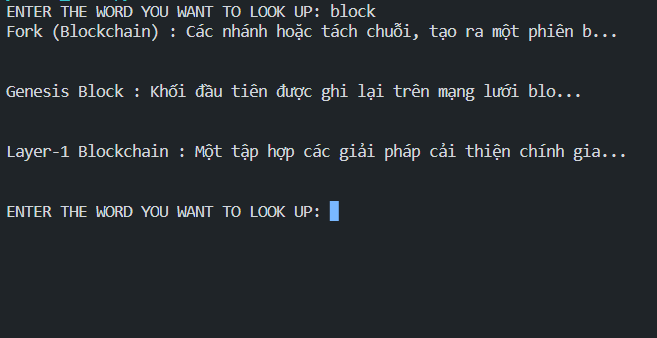 ENTER THE WORD YOU WANT TO LOOK UP: block
Fork (Blockchain) : Các nhánh hoặc tách chuỗi, tạo ra một phiên b...
Genesis Block : Khối đầu tiên được ghi lại trên mạng lưới blo...
Layer-1 Blockchain : Một tập hợp các giải pháp cải thiện chính gia...
ENTER THE WORD YOU WANT TO LOOK UP: